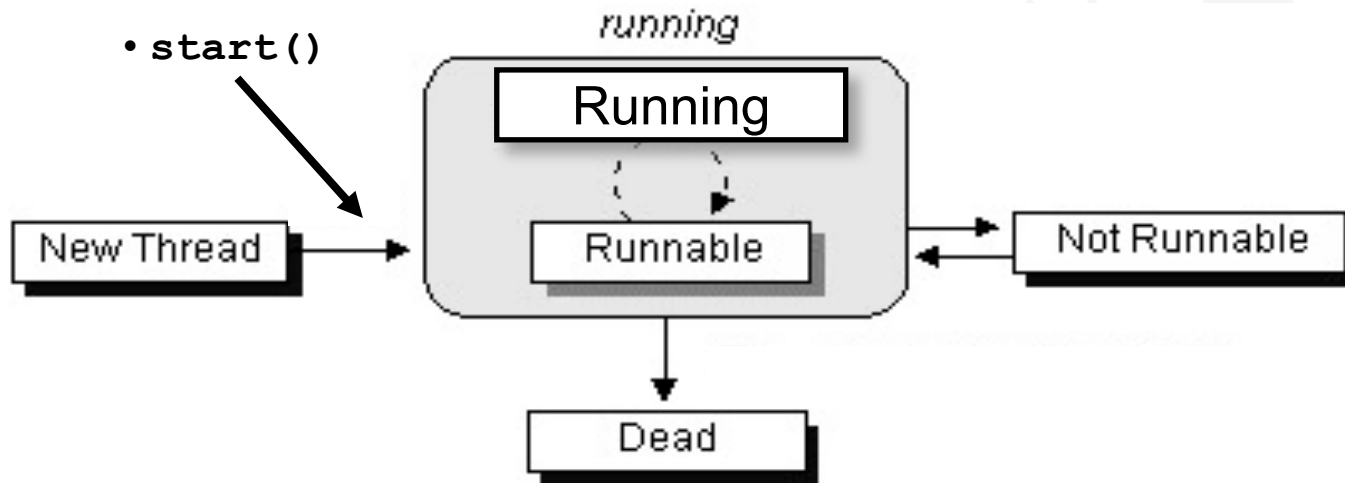 running
• start()
Running
New Thread
Runnable
Not Runnable
Dead